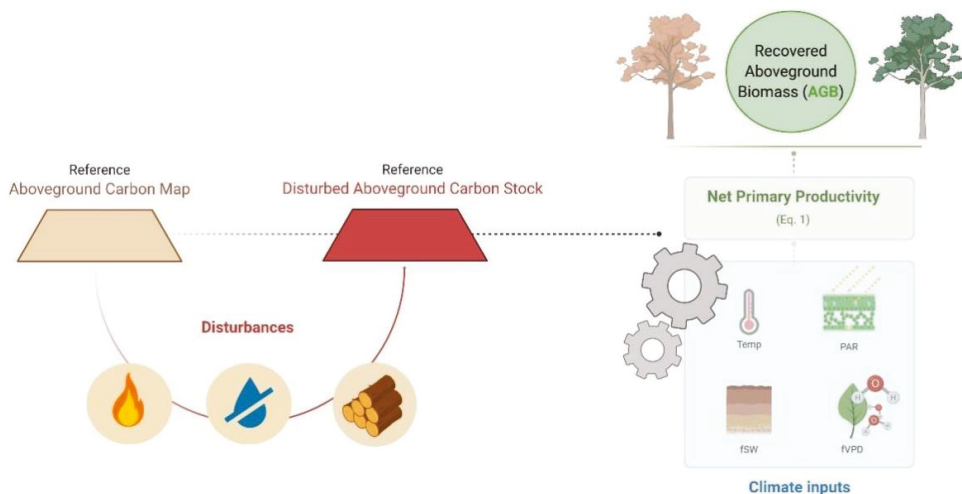 Recovered
Aboveground
Biomass (AGB)
Reference
Aboveground Carbon Map
Reference
Disturbed Aboveground Carbon Stock
Net Primary Productivity
(Eq. 1)
Disturbances
Temp
PAR
H
O
H
fSW
fVPD
Climate inputs